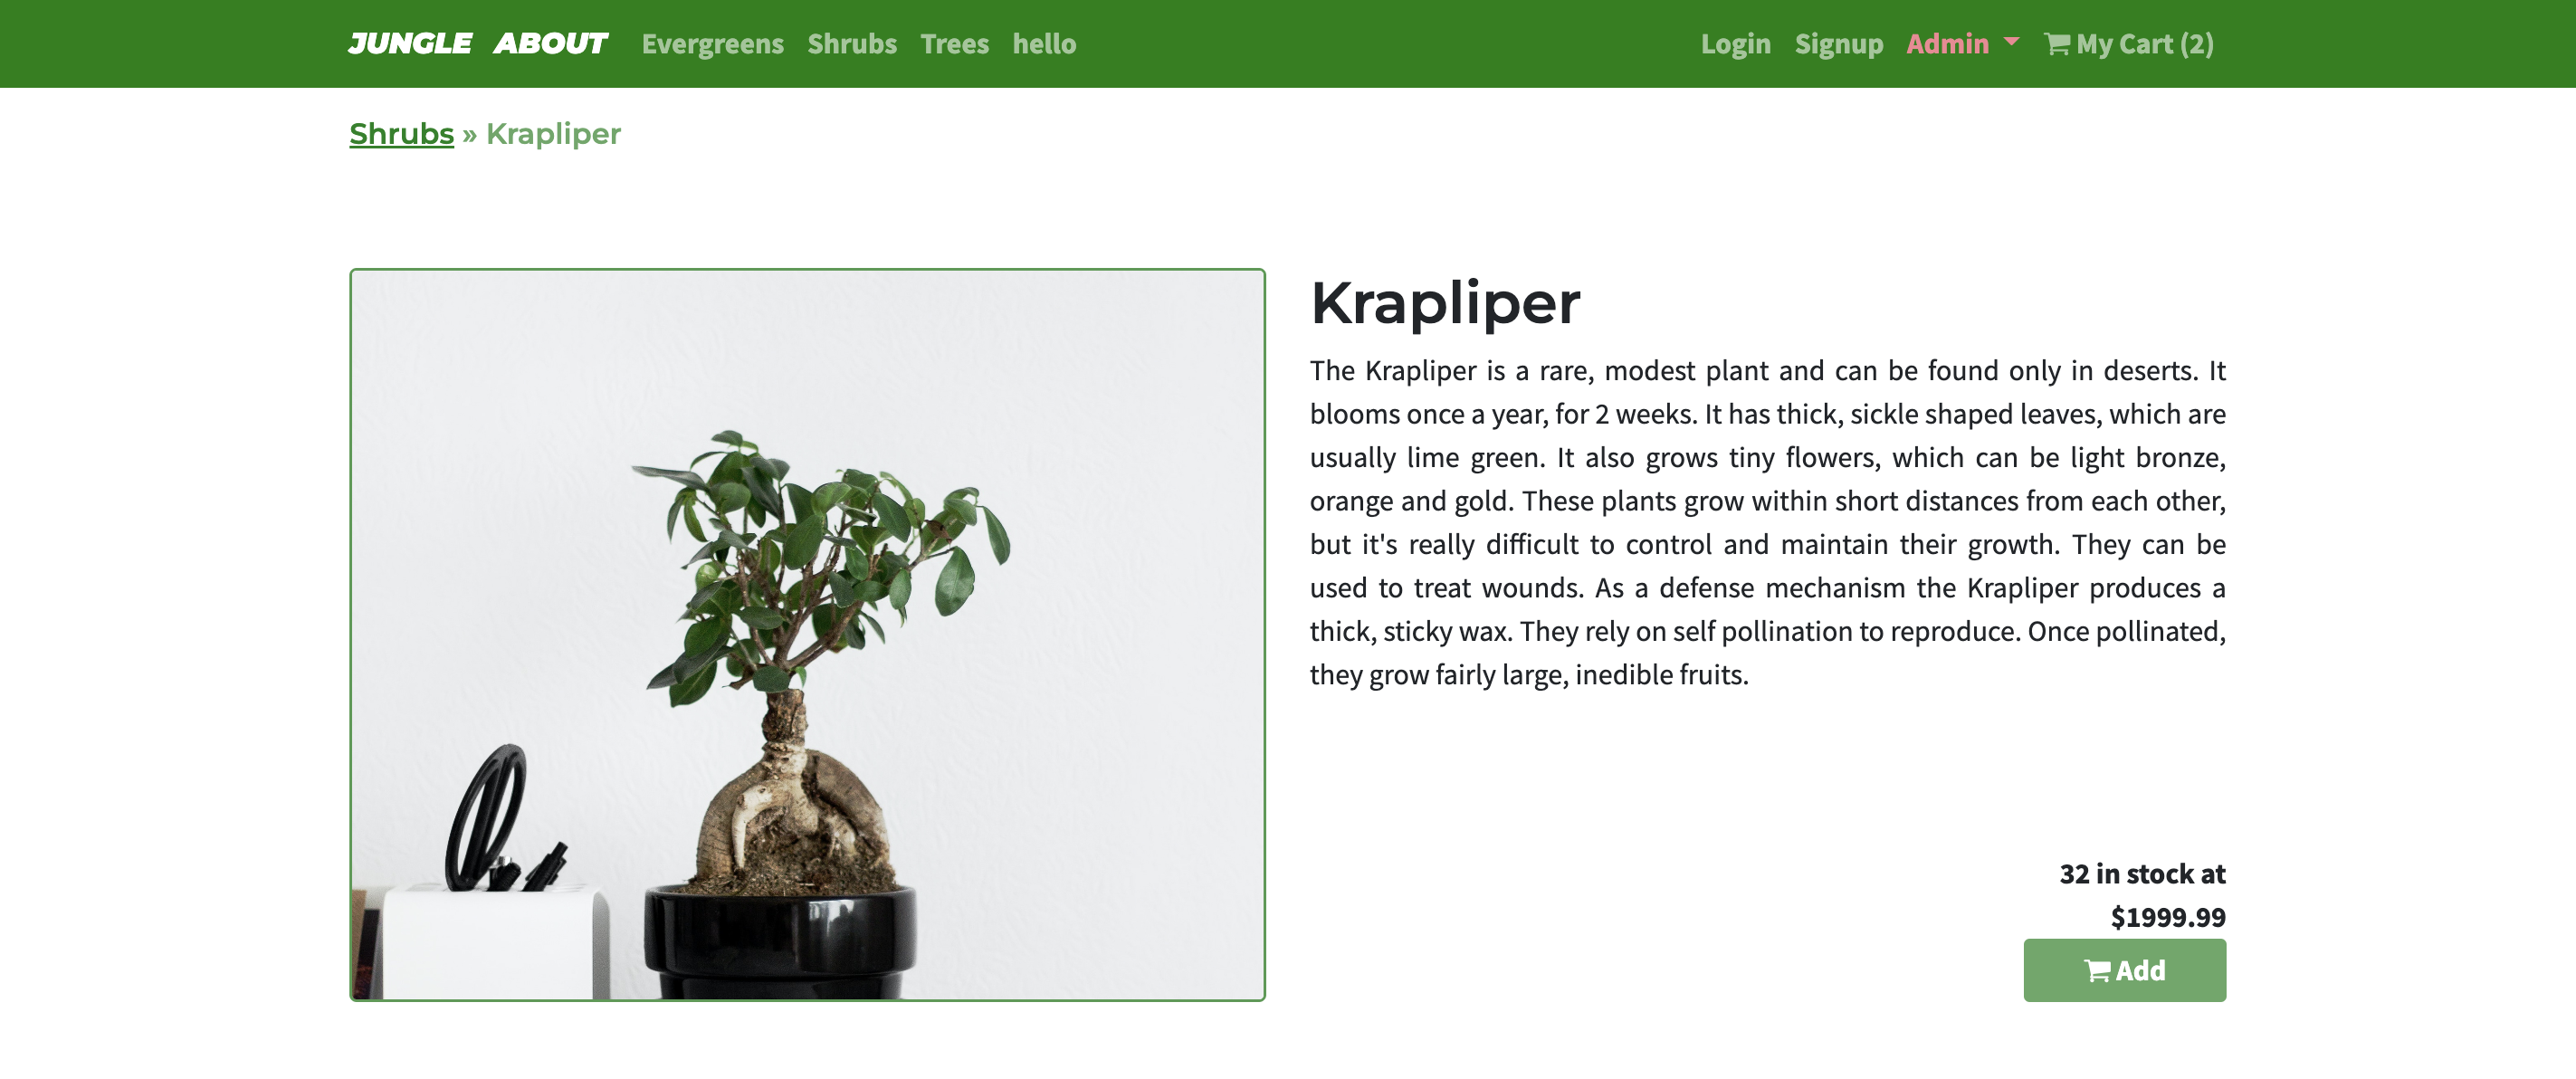 JUNGLE ABOUT Evergreens Shrubs Trees hello Login Signup Admin My Cart (2)
Shrubs » Krapliper
Krapliper
The Krapliper is a rare, modest plant and can be found only in deserts. It
blooms once a year, for 2 weeks. It has thick, sickle shaped leaves, which are
usually lime green. It also grows tiny flowers, which can be light bronze,
orange and gold. These plants grow within short distances from each other,
but it's really difficult to control and maintain their growth. They can be
used to treat wounds. As a defense mechanism the Krapliper produces a
thick, sticky wax. They rely on self pollination to reproduce. Once pollinated,
they grow fairly large, inedible fruits.
32 in stock at
$1999.99
Add